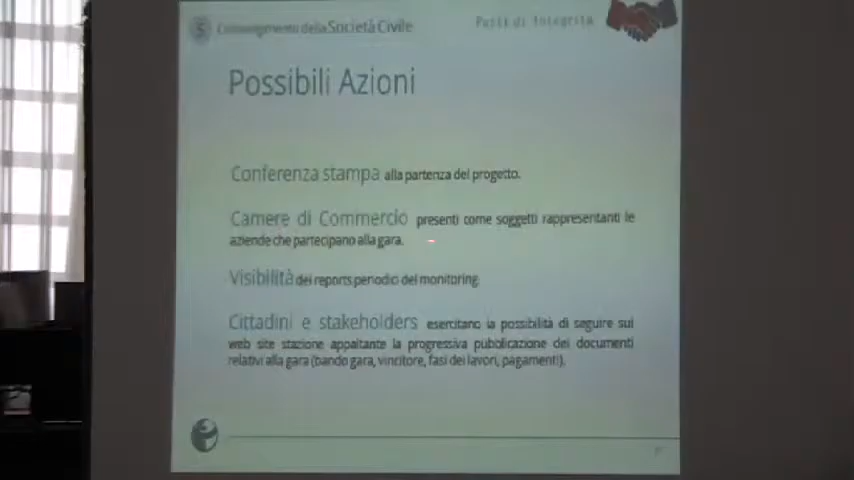 5 Coinvolgimento della Società Civile
Patti di Integrità
Possibili Azioni
Conferenza stampa alla partenza del progetto.
Camere di Commercio presenti come soggetti rappresentanti le
aziende che partecipano alla gara.
Visibilità dei reports periodici del monitoring.
Cittadini e stakeholders esercitano la possibilità di seguire sul
web site stazione appaltante la progressiva pubblicazione dei documenti
relativi alla gara (bando gara, vincitore, fasi dei lavori, pagamenti).